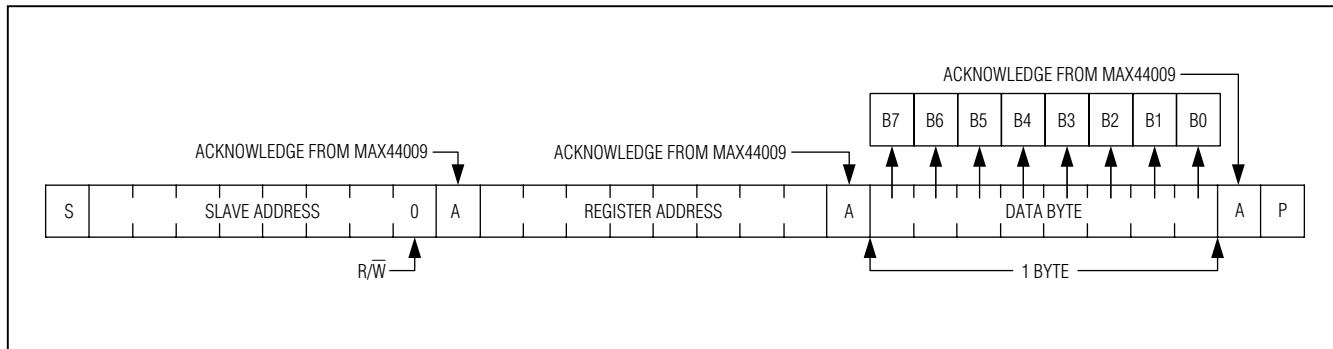 ACKNOWLEDGE FROM MAX44009
B7 B6 B5 B4 B3 B2 B1 B0
ACKNOWLEDGE FROM MAX44009 ACKNOWLEDGE FROM MAX44009
S SLAVE ADDRESS 0 A REGISTER ADDRESS A DATA BYTE A P
R/W̅ 1 BYTE